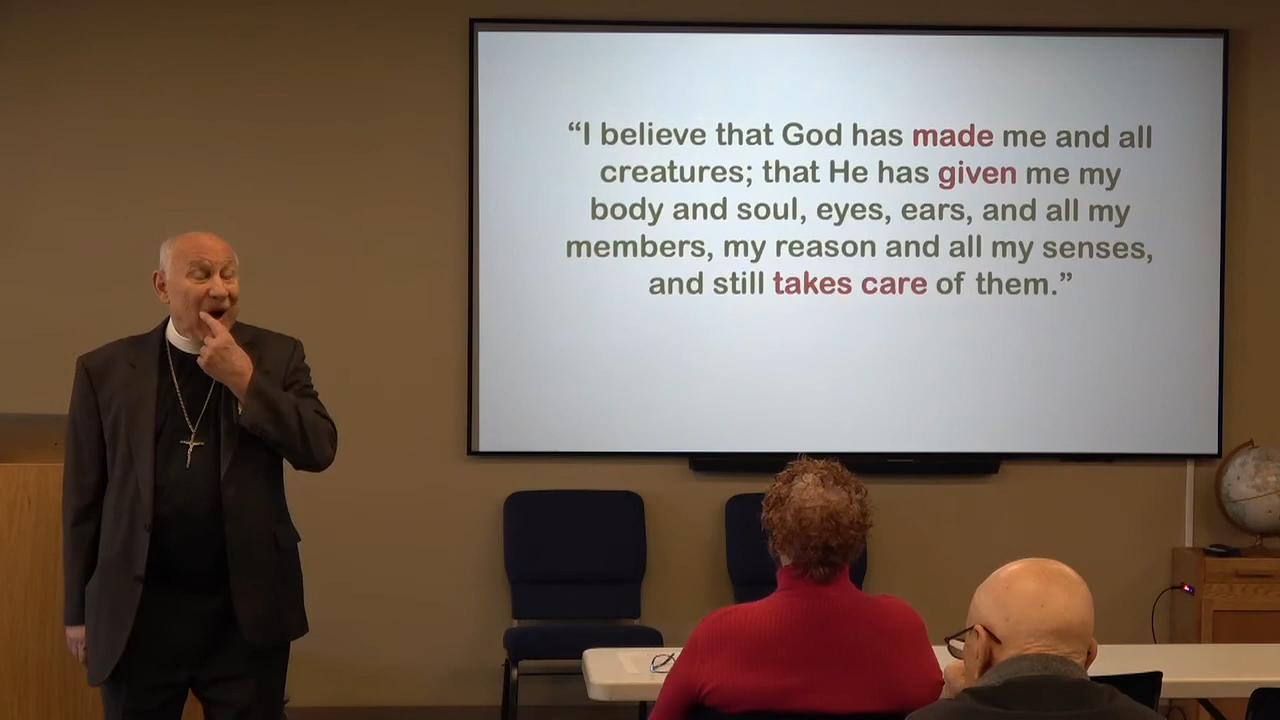 “I believe that God has made me and all
creatures; that He has given me my
body and soul, eyes, ears, and all my
members, my reason and all my senses,
and still takes care of them.”